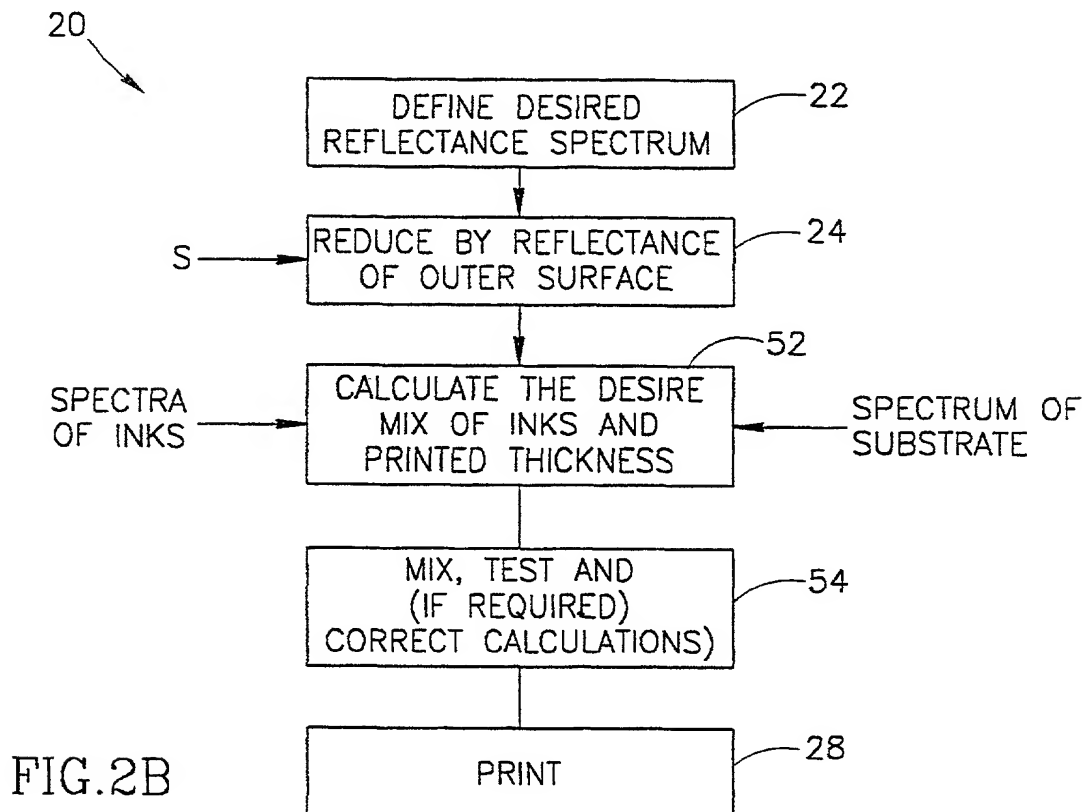 20
DEFINE DESIRED
REFLECTANCE SPECTRUM
22
S
REDUCE BY REFLECTANCE
OF OUTER SURFACE
24
SPECTRA
OF INKS
CALCULATE THE DESIRE
MIX OF INKS AND
PRINTED THICKNESS
52
SPECTRUM OF
SUBSTRATE
MIX, TEST AND
(IF REQUIRED)
CORRECT CALCULATIONS)
54
PRINT
28
FIG.2B